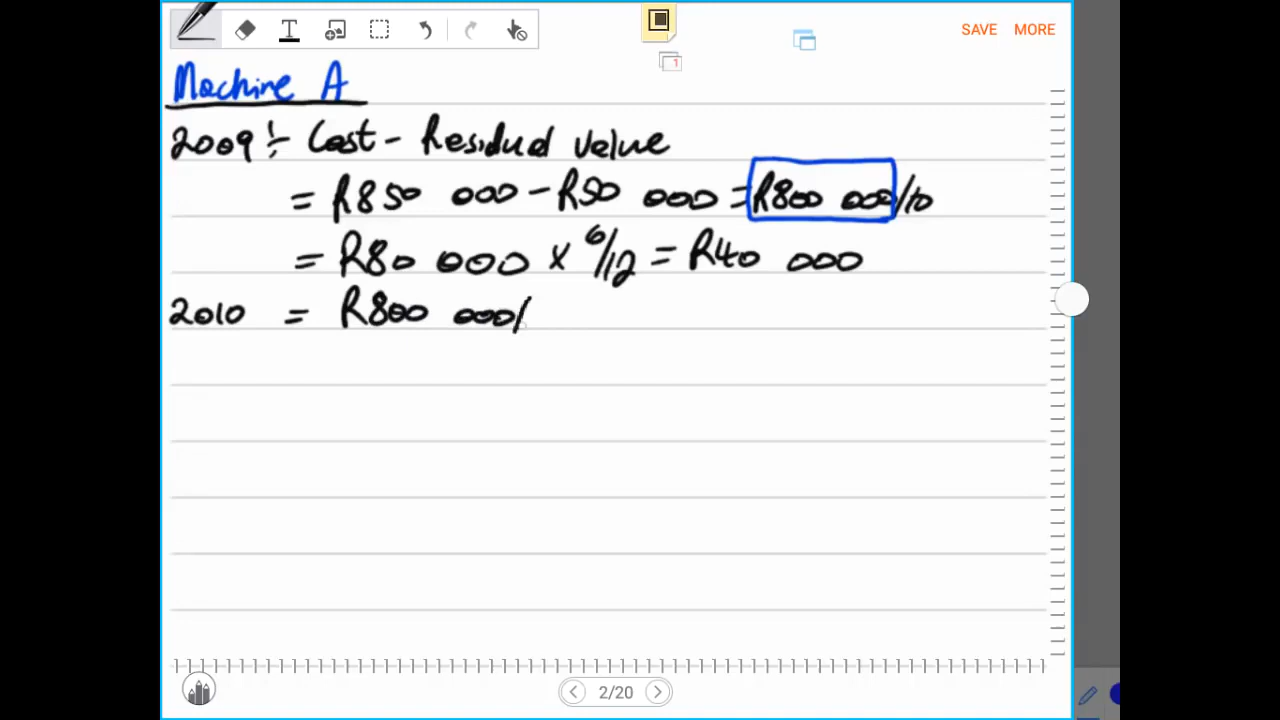 SAVE MORE
1
Machine A
2009 :- Cost - Residual Value
= R850 000 - R50 000 = R800 000/10
= R80 000 x 6/12 = R40 000
2010 = R800 000/
2/20